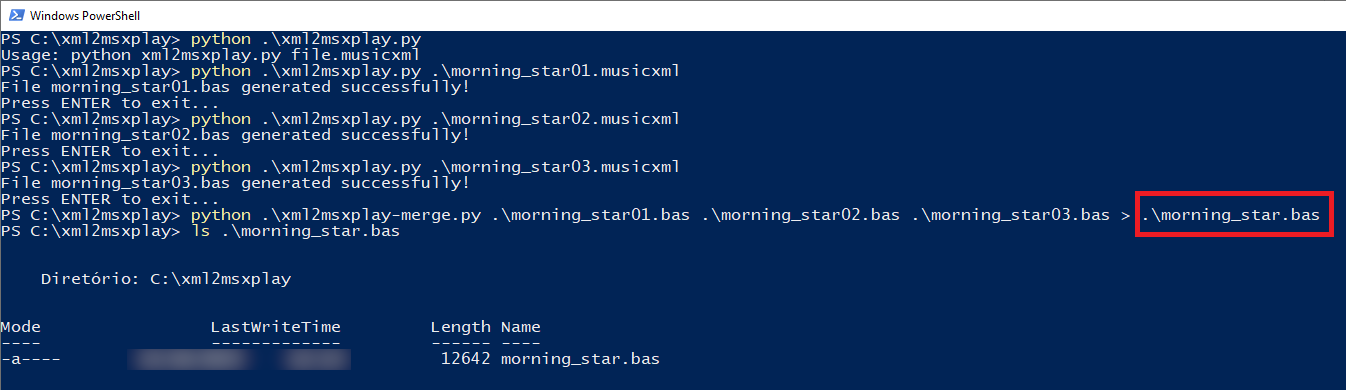 Windows PowerShell
PS C:\xml2msxplay> python .\xml2msxplay.py
Usage: python xml2msxplay.py file.musicxml
PS C:\xml2msxplay> python .\xml2msxplay.py .\morning_star01.musicxml
File morning_star01.bas generated successfully!
Press ENTER to exit...
PS C:\xml2msxplay> python .\xml2msxplay.py .\morning_star02.musicxml
File morning_star02.bas generated successfully!
Press ENTER to exit...
PS C:\xml2msxplay> python .\xml2msxplay.py .\morning_star03.musicxml
File morning_star03.bas generated successfully!
Press ENTER to exit...
PS C:\xml2msxplay> python .\xml2msxplay-merge.py .\morning_star01.bas .\morning_star02.bas .\morning_star03.bas > .\morning_star.bas
PS C:\xml2msxplay> ls .\morning_star.bas
Diretório: C:\xml2msxplay
Mode LastWriteTime Length Name
---- ------------- ------ ----
-a---- 12642 morning_star.bas